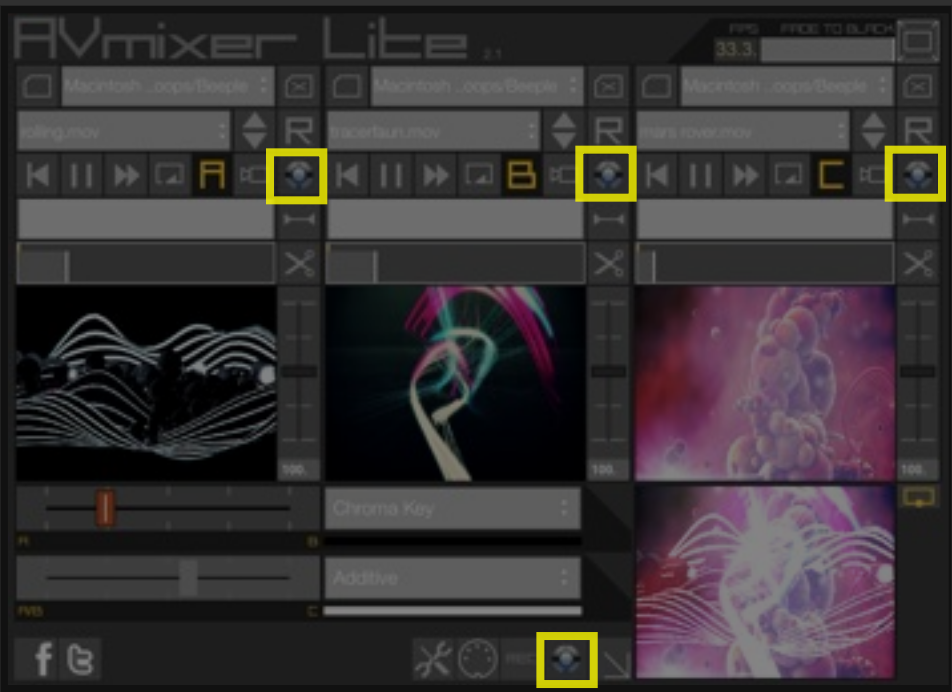 AVmixer Lite 2.1
FPS FADE TO BLACK
33.3.
Macintosh ...oops/Beeple
Macintosh ...oops/Beeple
Macintosh ...oops/Beeple
rolling.mov
R
tracerfaun.mov
R
mars rover.mov
R
A
B
C
100.
100.
100.
Chroma Key
A
B
Additive
A/B
C
REC